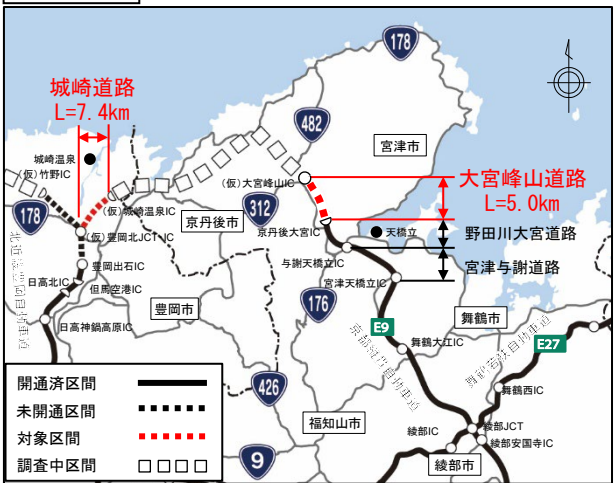 178
城崎道路
L=7.4km
482
宮津市
城崎温泉
(仮)竹野IC
(仮)大宮峰山IC
大宮峰山道路
L=5.0km
178
(仮)城崎温泉IC
312
京丹後市
京丹後大宮IC
天橋立
野田川大宮道路
(仮)豊岡北JCT・IC
与謝天橋立IC
宮津与謝道路
豊岡出石IC
宮津天橋立IC
北近畿豊岡自動車道
日高北IC
但馬空港IC
176
豊岡市
舞鶴市
日高神鍋高原IC
E9
E27
京都縦貫自動車道
舞鶴大江IC
舞鶴若狭自動車道
開通済区間
未開通区間
対象区間
調査中区間
426
舞鶴西IC
福知山市
綾部JCT
綾部IC
綾部安国寺IC
9
綾部市